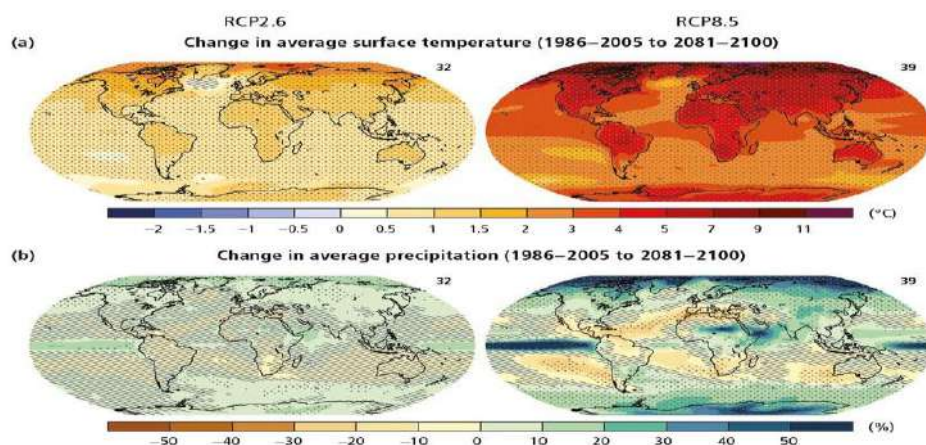 RCP2.6 RCP8.5
(a) Change in average surface temperature (1986–2005 to 2081–2100)
32 39
−2 −1.5 −1 −0.5 0 0.5 1 1.5 2 3 4 5 7 9 11 (°C)
(b) Change in average precipitation (1986–2005 to 2081–2100)
32 39
−50 −40 −30 −20 −10 0 10 20 30 40 50 (%)